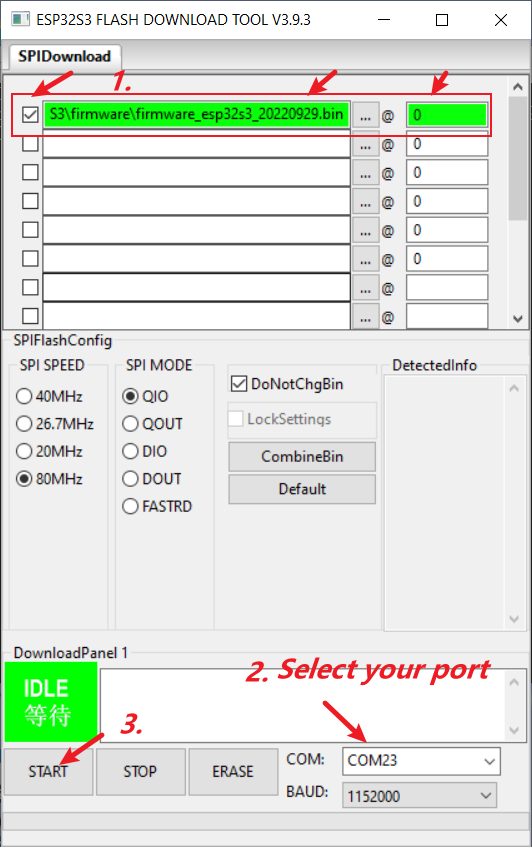 ESP32S3 FLASH DOWNLOAD TOOL V3.9.3
SPIDownload
1.
S3\firmware\firmware_esp32s3_20220929.bin ... @ 0
... @ 0
... @ 0
... @ 0
... @ 0
... @ 0
... @
... @
SPIFlashConfig
SPI SPEED
40MHz
26.7MHz
20MHz
80MHz
SPI MODE
QIO
QOUT
DIO
DOUT
FASTRD
DoNotChgBin
LockSettings
CombineBin
Default
DetectedInfo
DownloadPanel 1
IDLE
等待
2. Select your port
3.
START
STOP
ERASE
COM: COM23
BAUD: 1152000